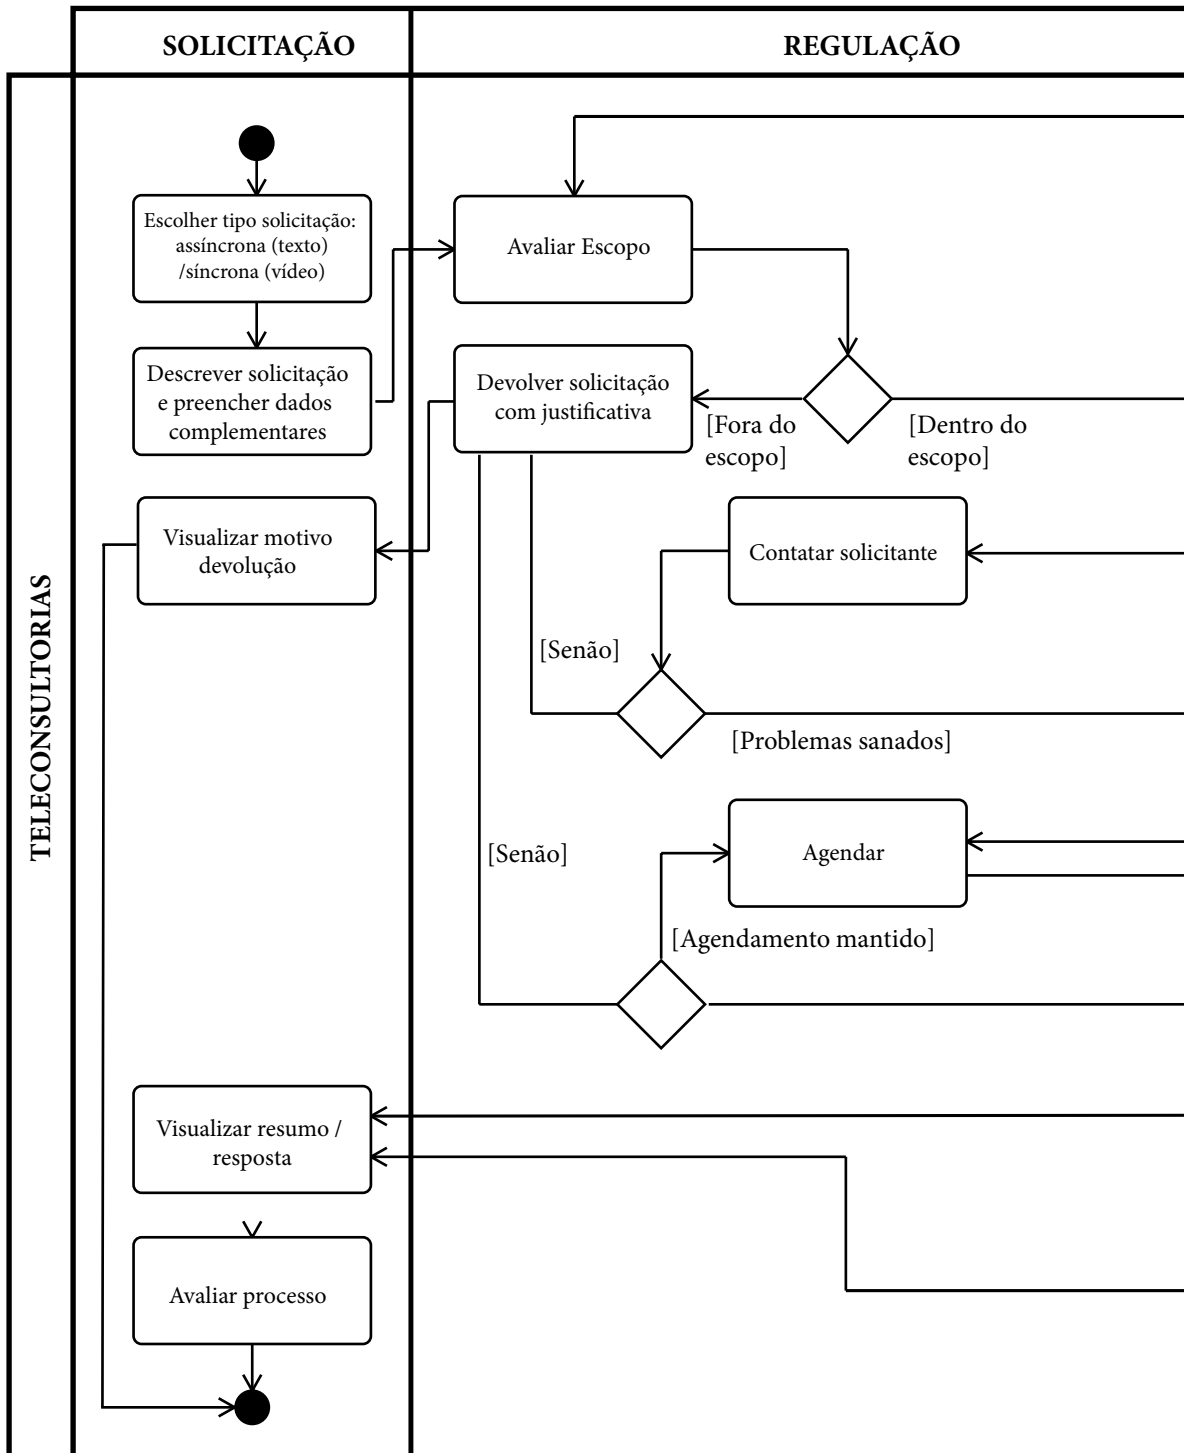 SOLICITAÇÃO
REGULAÇÃO
TELECONSULTORIAS
Escolher tipo solicitação:
assíncrona (texto)
/síncrona (vídeo)
Avaliar Escopo
Descrever solicitação
e preencher dados
complementares
Devolver solicitação
com justificativa
[Fora do
escopo]
[Dentro do
escopo]
Visualizar motivo
devolução
Contatar solicitante
[Senão]
[Problemas sanados]
Agendar
[Senão]
[Agendamento mantido]
Visualizar resumo /
resposta
Avaliar processo